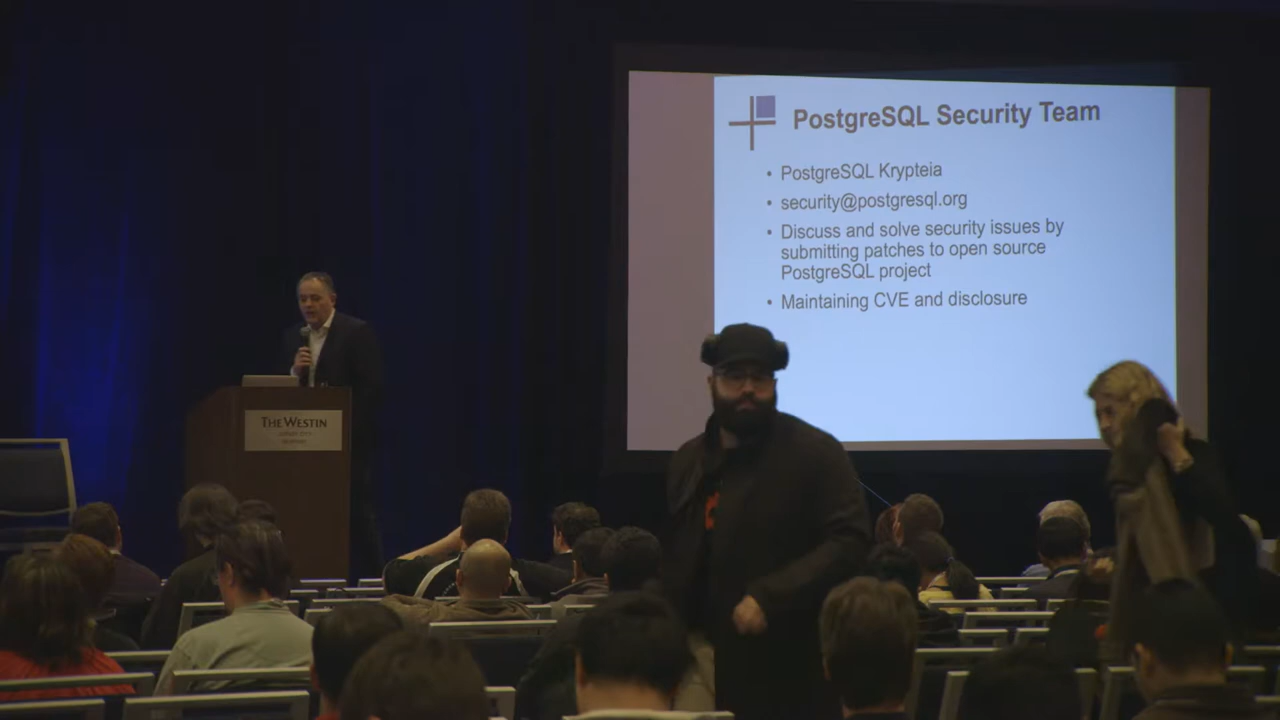 PostgreSQL Security Team
• PostgreSQL Krypteia
• security@postgresql.org
• Discuss and solve security issues by
submitting patches to open source
PostgreSQL project
• Maintaining CVE and disclosure
THE WESTIN